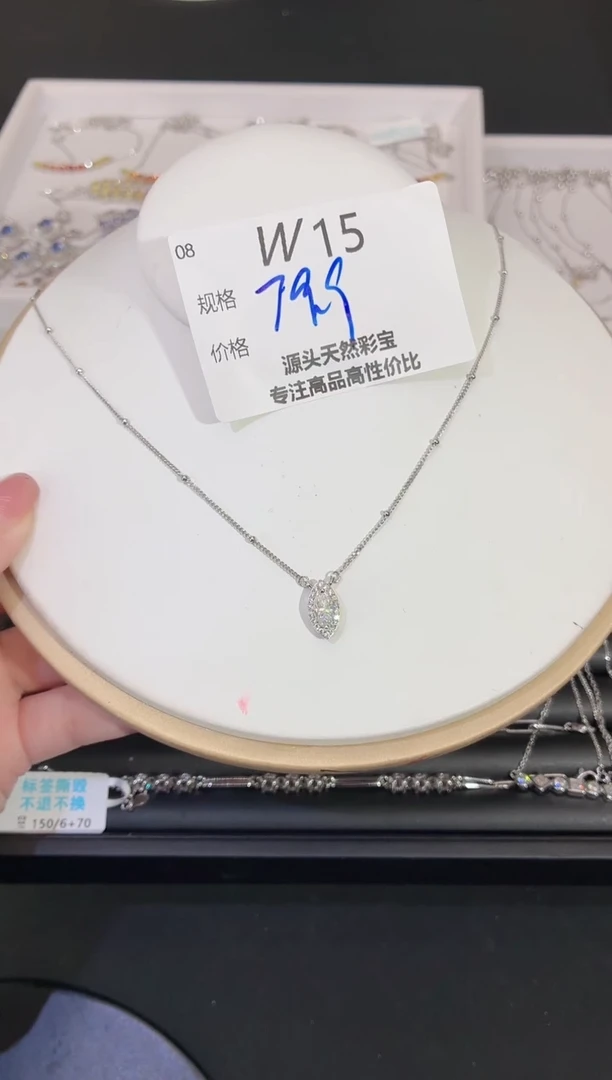 08
W15
规格
799
价格
源头天然彩宝
专注高品高性价比
标签撕毁
不退不换
150/6+70